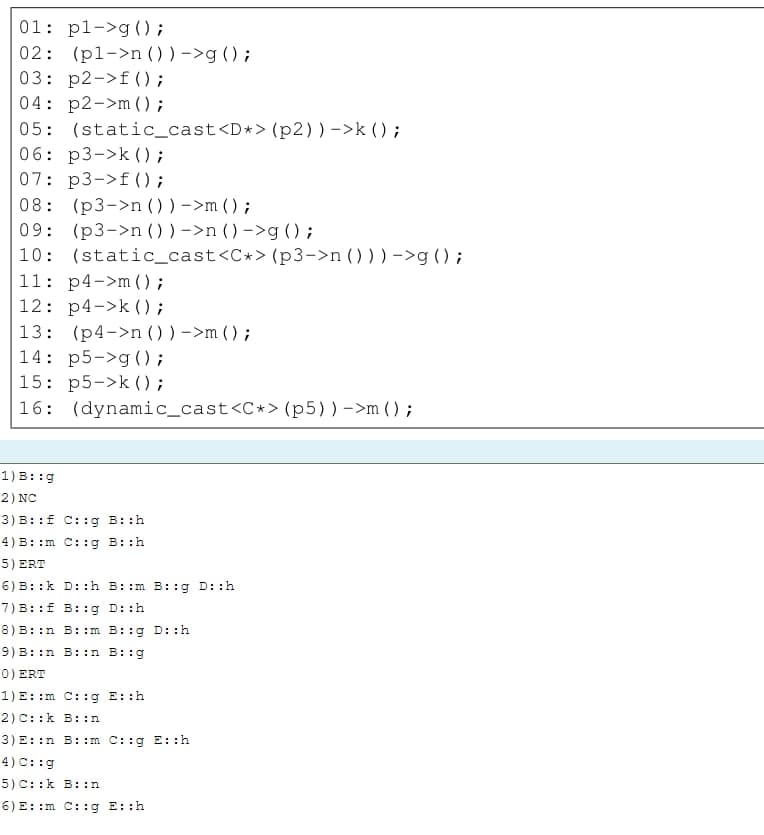 01: p1->g();
02: (p1->n())->g();
03: p2->f();
04: p2->m();
05: (static_cast<D*>(p2))->k();
06: p3->k();
07: p3->f();
08: (p3->n())->m();
09: (p3->n())->n()->g();
10: (static_cast<C*>(p3->n()))->g();
11: p4->m();
12: p4->k();
13: (p4->n())->m();
14: p5->g();
15: p5->k();
16: (dynamic_cast<C*>(p5))->m();
1)B::g
2)NC
3)B::f C::g B::h
4)B::m C::g B::h
5)ERT
6)B::k D::h B::m B::g D::h
7)B::f B::g D::h
8)B::n B::m B::g D::h
9)B::n B::n B::g
0)ERT
1)E::m C::g E::h
2)C::k B::n
3)E::n B::m C::g E::h
4)C::g
5)C::k B::n
6)E::m C::g E::h